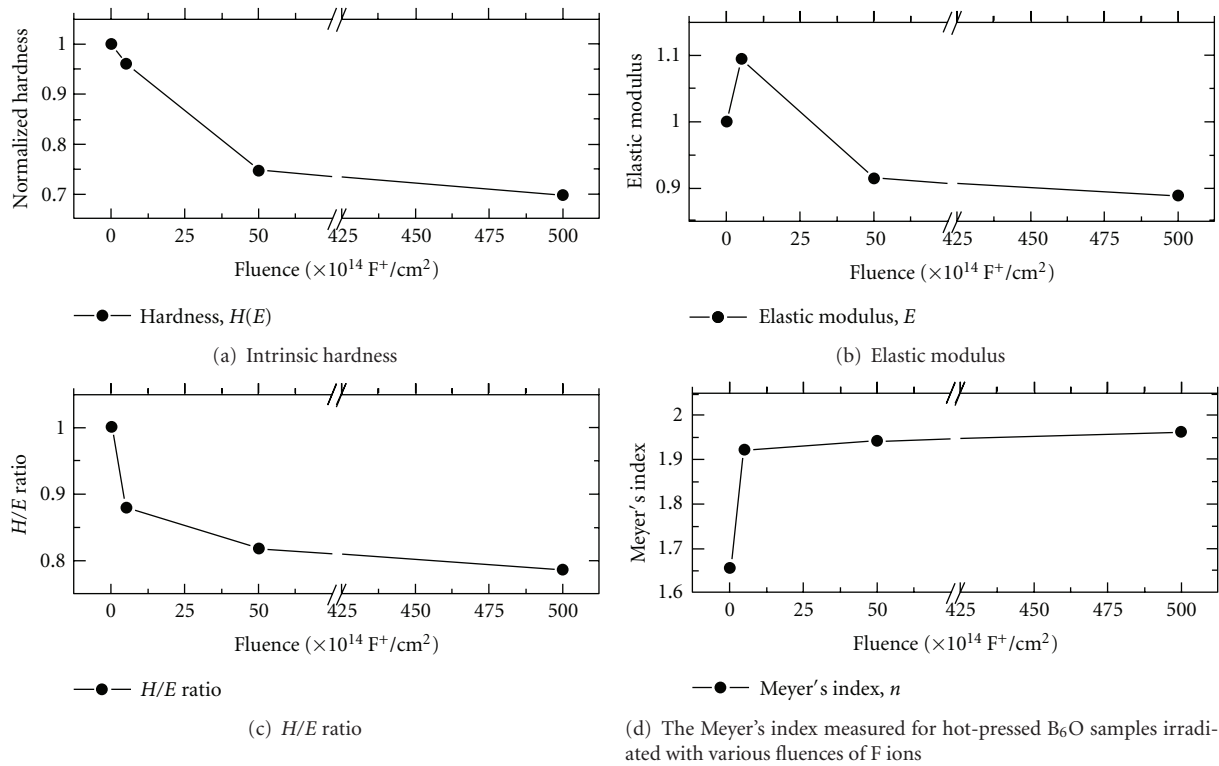 1
0.9
0.8
0.7
Normalized hardness
0 25 50 425 450 475 500
Fluence (×10¹⁴ F⁺/cm²)
Hardness, H(E)
(a) Intrinsic hardness
1.1
1
0.9
Elastic modulus
0 25 50 425 450 475 500
Fluence (×10¹⁴ F⁺/cm²)
Elastic modulus, E
(b) Elastic modulus
1
0.9
0.8
H/E ratio
0 25 50 425 450 475 500
Fluence (×10¹⁴ F⁺/cm²)
H/E ratio
(c) H/E ratio
2
1.9
1.8
1.7
1.6
Meyer′s index
0 25 50 425 450 475 500
Fluence (×10¹⁴ F⁺/cm²)
Meyer′s index, n
(d) The Meyer's index measured for hot-pressed B₆O samples irradi-
ated with various fluences of F ions